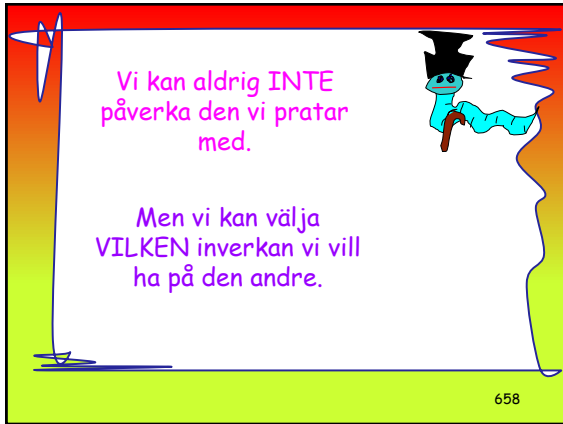 Vi kan aldrig INTE
påverka den vi pratar
med.
Men vi kan välja
VILKEN inverkan vi vill
ha på den andre.
658